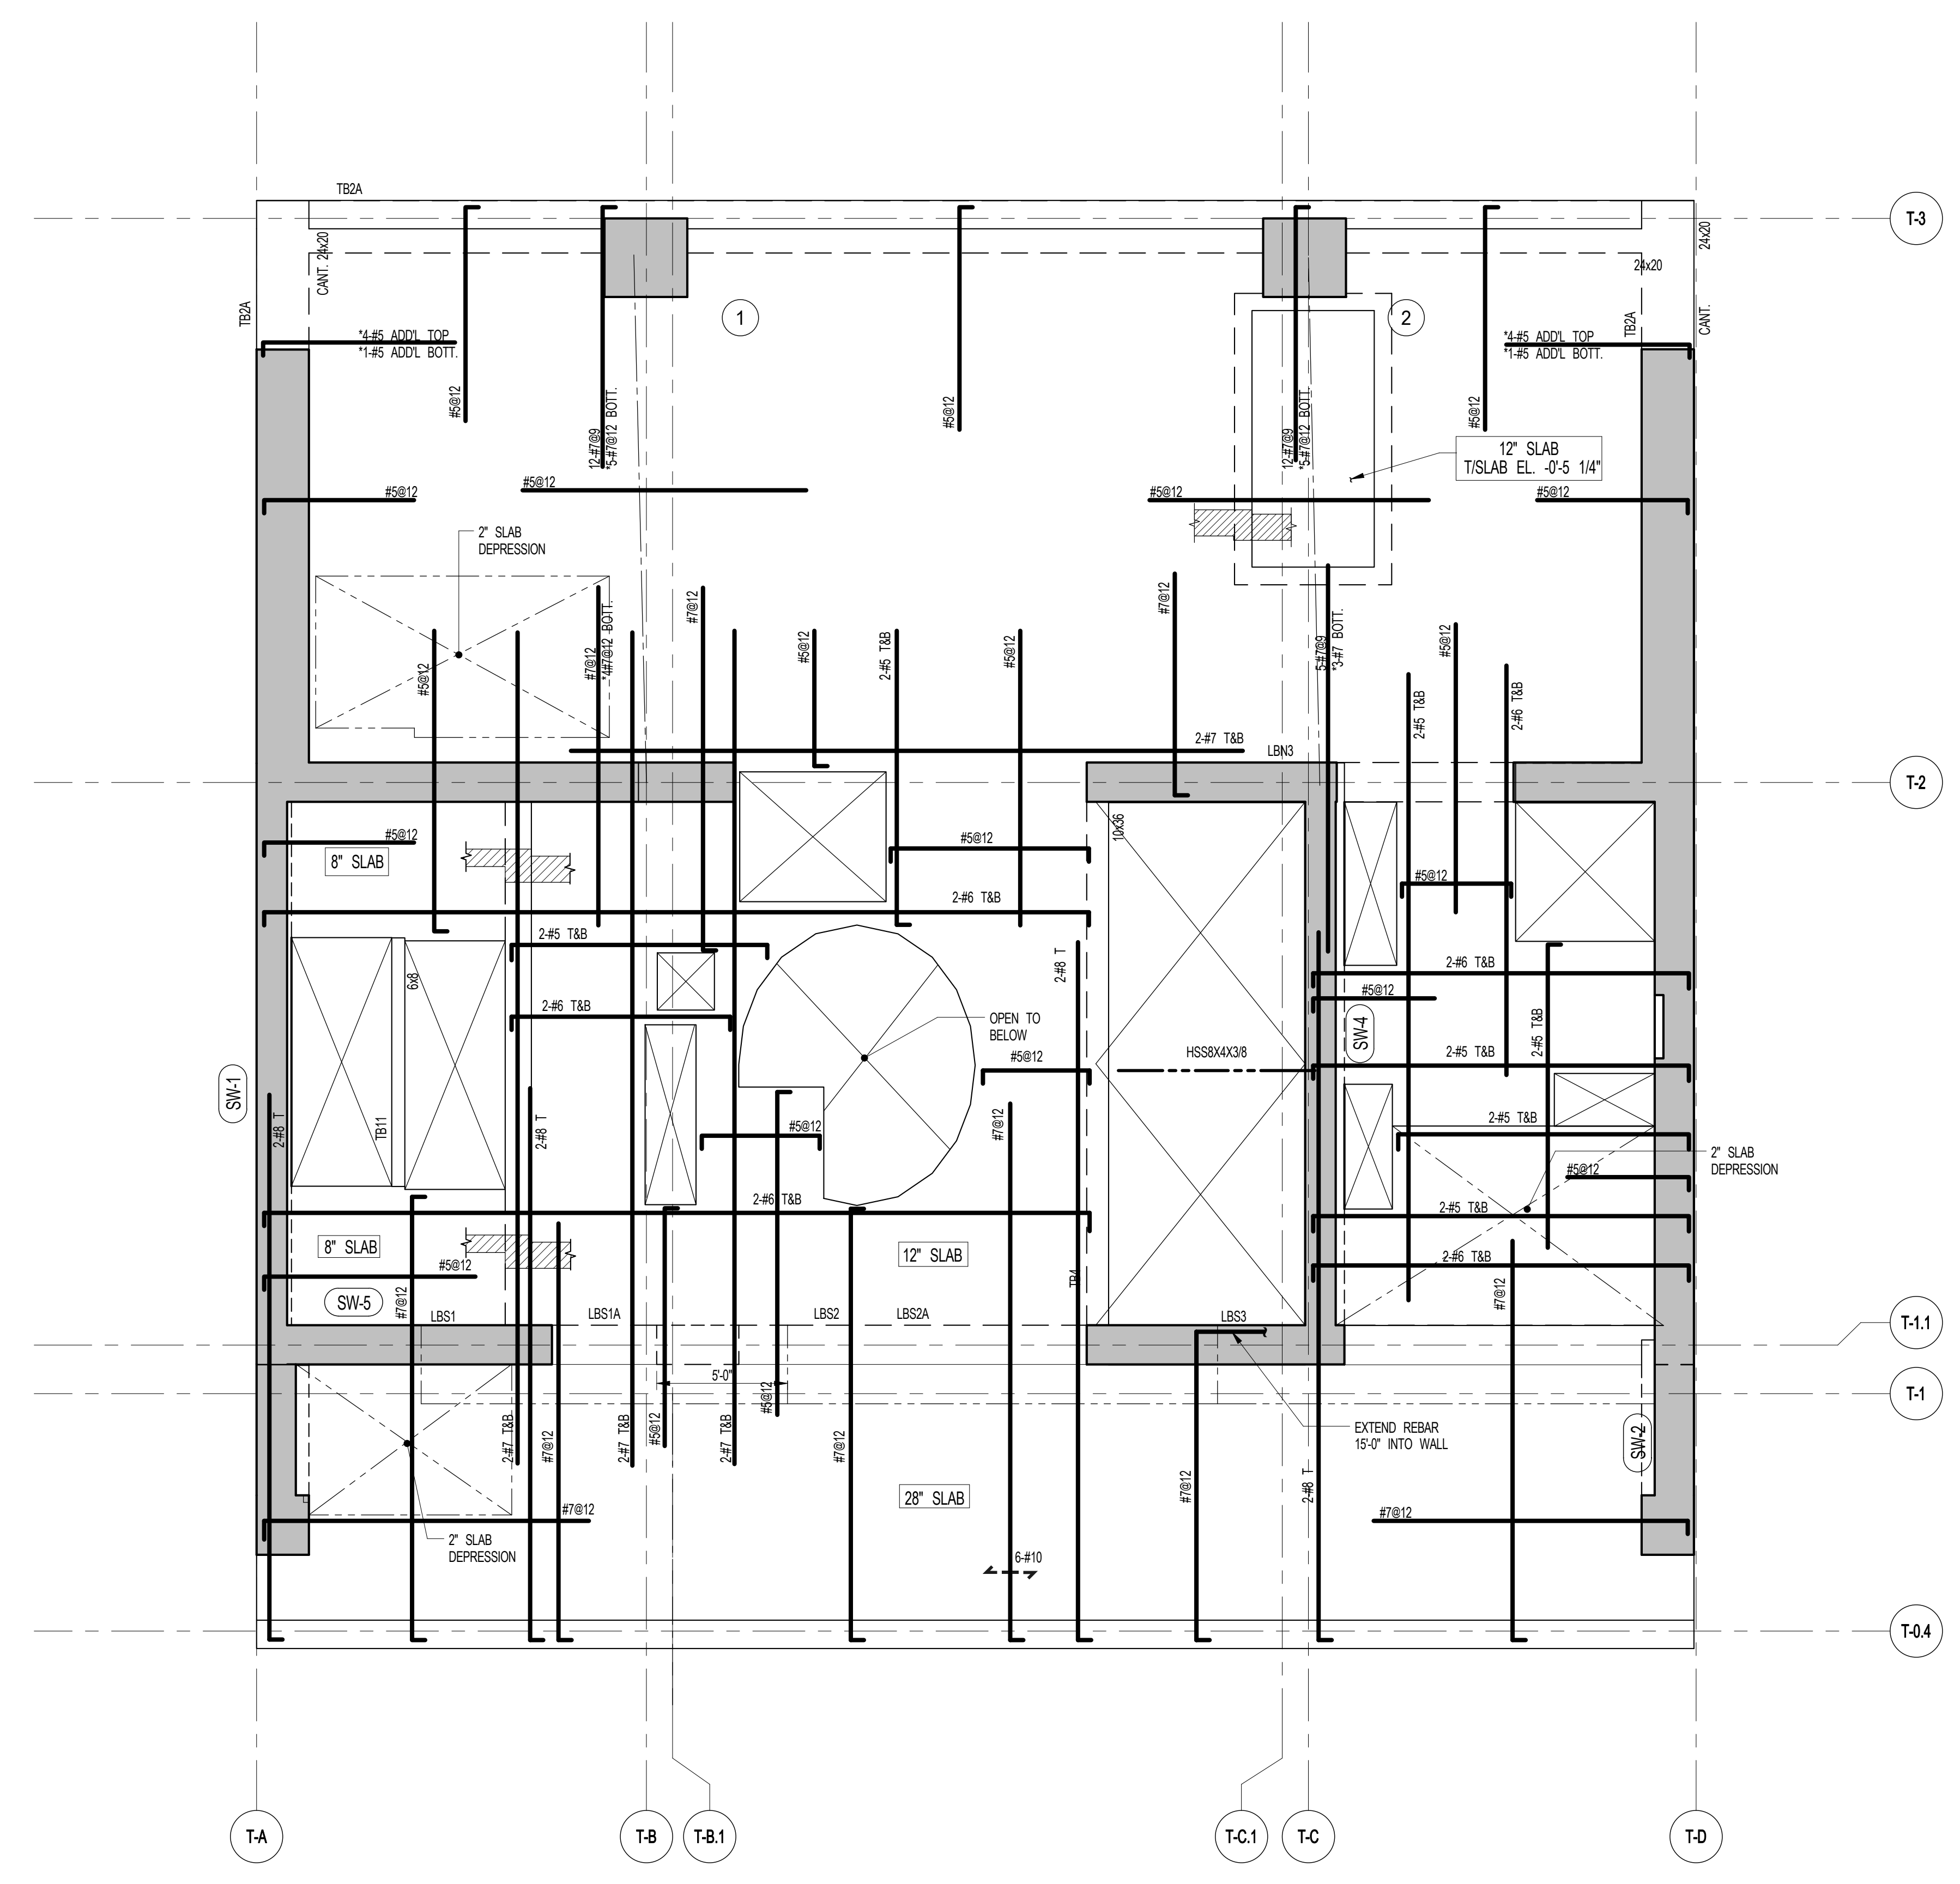 TB2A
T-3
CANT. 24x20
24x20
24x20
TB2A
TB2A
CANT.
1
2
*4-#5 ADD'L TOP
*1-#5 ADD'L BOTT.
*4-#5 ADD'L TOP
*1-#5 ADD'L BOTT.
#5@12
12-#7@9
*5-#7@12 BOTT.
#5@12
12-#7@9
*5-#7@12 BOTT.
#5@12
12" SLAB
T/SLAB EL. -0'-5 1/4"
#5@12
#5@12
#5@12
#5@12
2" SLAB
DEPRESSION
#5@12
#7@12
*4#7@12 BOTT.
#7@12
#5@12
2-#5 T&B
#5@12
#7@12
5-#7@9
*3-#7 BOTT.
2-#5 T&B
#5@12
2-#6 T&B
2-#7 T&B
LBN3
T-2
#5@12
8" SLAB
10x36
#5@12
#5@12
2-#6 T&B
2-#5 T&B
6x8
2-#8 T
2-#6 T&B
#5@12
2-#6 T&B
OPEN TO
BELOW
SW-4
2-#5 T&B
HSS8X4X3/8
#5@12
2-#5 T&B
SW-1
2-#8 T
TB11
2-#8 T
#5@12
#7@12
2-#5 T&B
2" SLAB
DEPRESSION
#5@12
2-#6 T&B
2-#5 T&B
8" SLAB
12" SLAB
2-#6 T&B
#5@12
TB4
#7@12
#7@12
SW-5
LBS1
LBS1A
LBS2
LBS2A
LBS3
T-1.1
5'-0"
#5@12
T-1
EXTEND REBAR
15'-0" INTO WALL
SW-2
2-#7 T&B
#7@12
2-#7 T&B
#5@12
2-#7 T&B
#7@12
#7@12
2-#8 T
28" SLAB
#7@12
#7@12
2" SLAB
DEPRESSION
6-#10
T-0.4
T-A
T-B
T-B.1
T-C.1
T-C
T-D